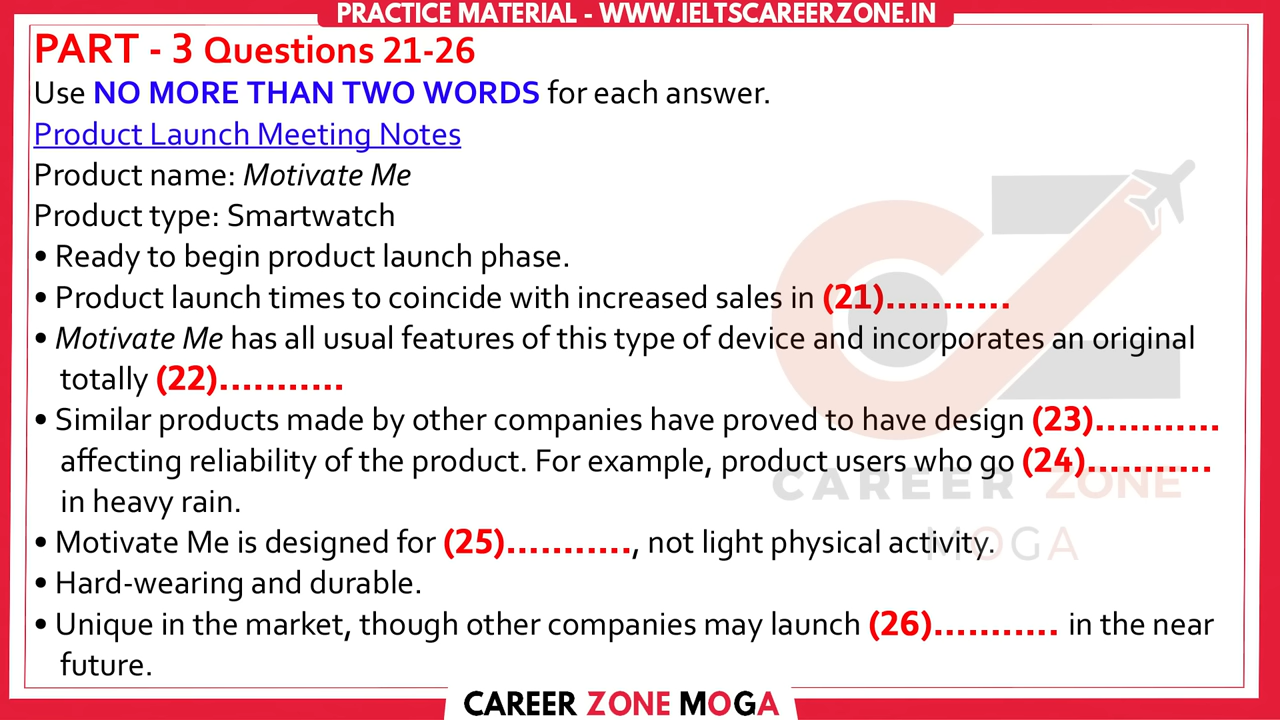 PRACTICE MATERIAL - WWW.IELTSCAREERZONE.IN
PART - 3 Questions 21-26
Use NO MORE THAN TWO WORDS for each answer.
Product Launch Meeting Notes
Product name: Motivate Me
Product type: Smartwatch
• Ready to begin product launch phase.
• Product launch times to coincide with increased sales in (21)...........
• Motivate Me has all usual features of this type of device and incorporates an original
totally (22)...........
• Similar products made by other companies have proved to have design (23)...........
affecting reliability of the product. For example, product users who go (24)...........
in heavy rain.
CAREER ZONE
MOGA
• Motivate Me is designed for (25)..........., not light physical activity.
• Hard-wearing and durable.
• Unique in the market, though other companies may launch (26)........... in the near
future.
CAREER ZONE MOGA